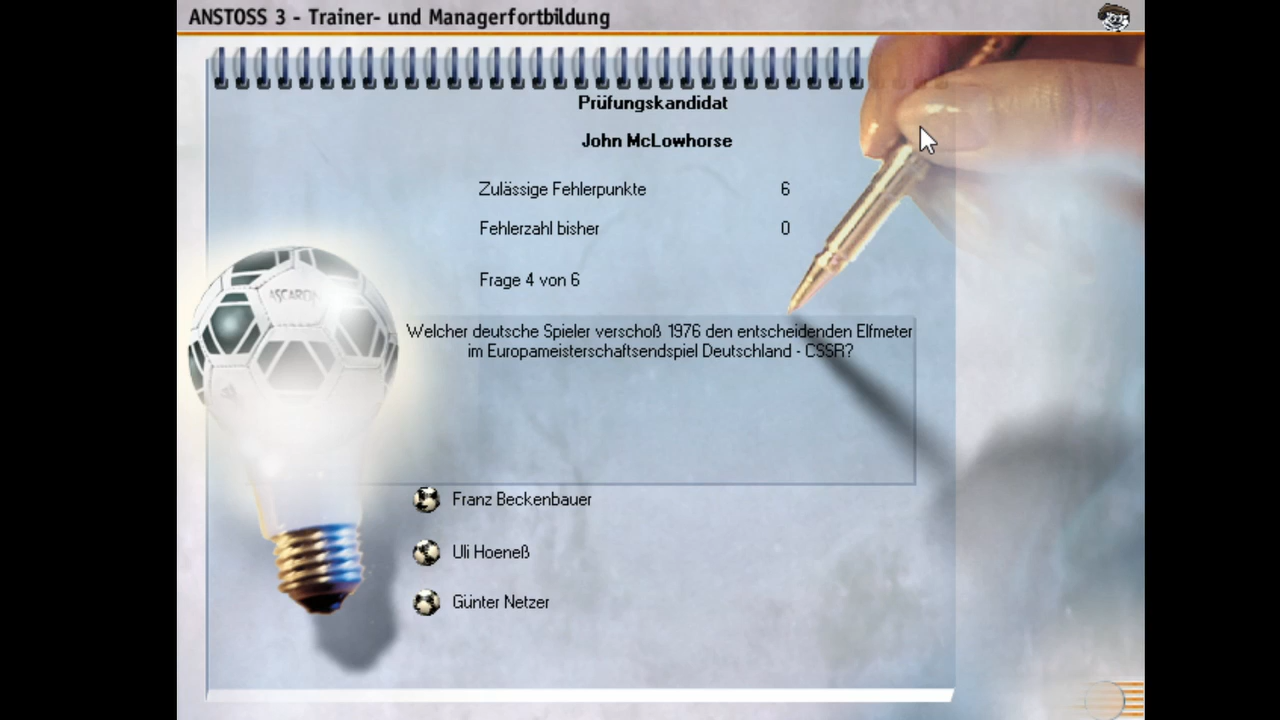 ANSTOSS 3 - Trainer- und Managerfortbildung
Prüfungskandidat
John McLowhorse
Zulässige Fehlerpunkte 6
Fehlerzahl bisher 0
Frage 4 von 6
ASCARON
Welcher deutsche Spieler verschoß 1976 den entscheidenden Elfmeter
im Europameisterschaftsendspiel Deutschland - CSSR?
Franz Beckenbauer
Uli Hoeneß
Günter Netzer